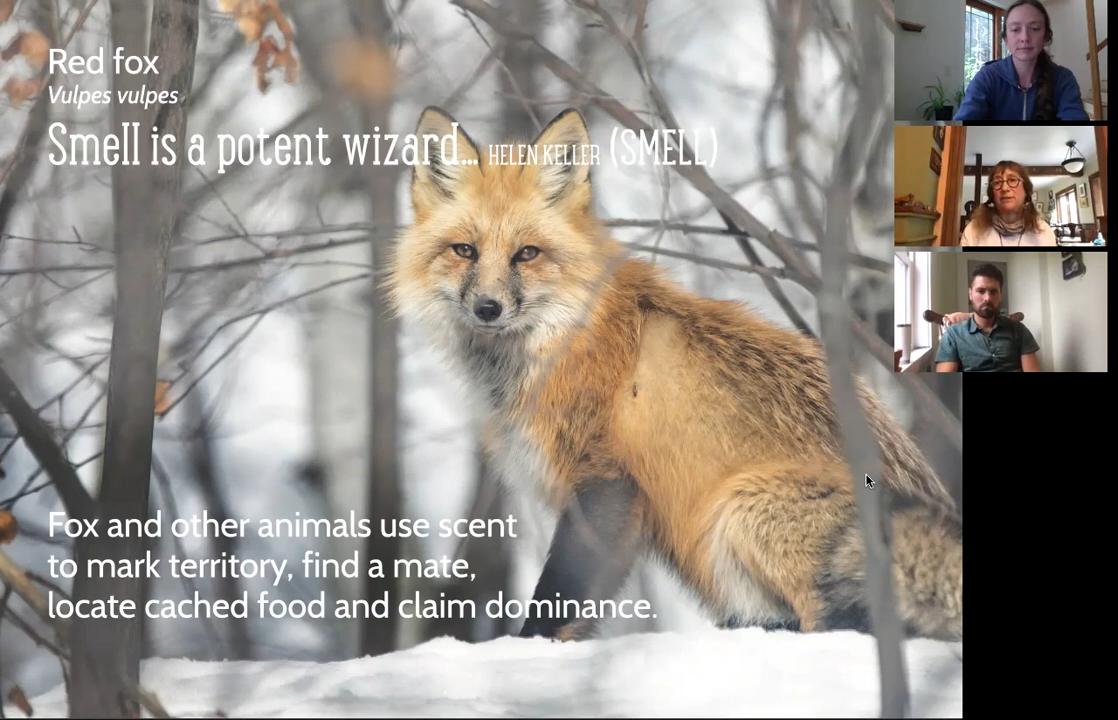 Red fox
Vulpes vulpes
Smell is a potent wizard... HELEN KELLER (SMELL)
Fox and other animals use scent
to mark territory, find a mate,
locate cached food and claim dominance.